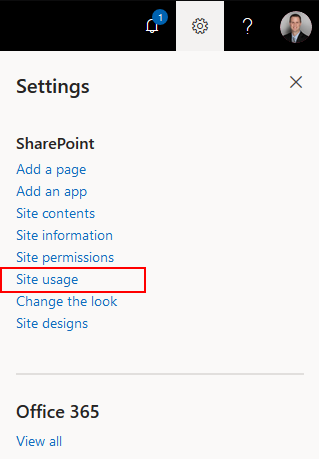 1
?
Settings
SharePoint
Add a page
Add an app
Site contents
Site information
Site permissions
Site usage
Change the look
Site designs
Office 365
View all